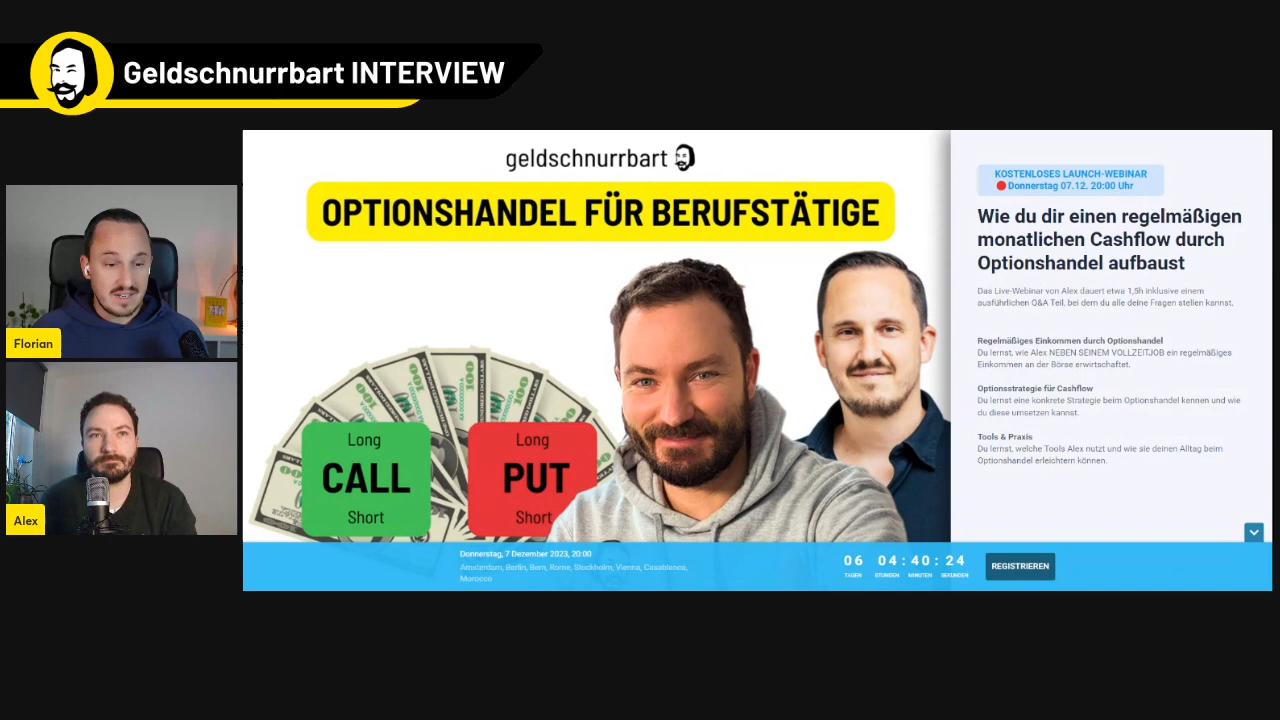 Geldschnurrbart INTERVIEW
Florian
Alex
geldschnurrbart
OPTIONSHANDEL FÜR BERUFSTÄTIGE
Long
CALL
Short
Long
PUT
Short
KOSTENLOSES LAUNCH-WEBINAR
Donnerstag 07.12. 20:00 Uhr
Wie du dir einen regelmäßigen
monatlichen Cashflow durch
Optionshandel aufbaust
Das Live-Webinar von Alex dauert etwa 1,5h inklusive einem
ausführlichen Q&A Teil, bei dem du alle deine Fragen stellen kannst.
Regelmäßiges Einkommen durch Optionshandel
Du lernst, wie Alex NEBEN SEINEM VOLLZEITJOB ein regelmäßiges
Einkommen an der Börse erwirtschaftet.
Optionsstrategie für Cashflow
Du lernst eine konkrete Strategie beim Optionshandel kennen und wie
du diese umsetzen kannst.
Tools & Praxis
Du lernst, welche Tools Alex nutzt und wie sie deinen Alltag beim
Optionshandel erleichtern können.
Donnerstag, 7 Dezember 2023, 20:00
Amsterdam, Berlin, Bern, Rome, Stockholm, Vienna, Casablanca,
Morocco
06 04:40:24
TAGEN STUNDEN MINUTEN SEKUNDEN
REGISTRIEREN